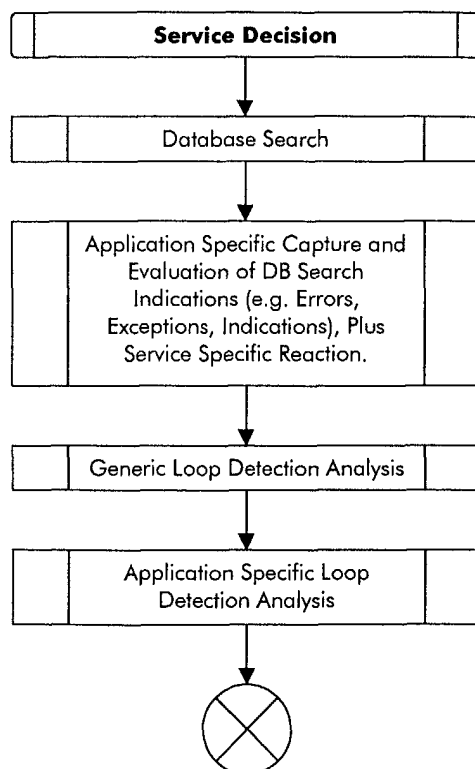 Service Decision
Database Search
Application Specific Capture and
Evaluation of DB Search
Indications (e.g. Errors,
Exceptions, Indications), Plus
Service Specific Reaction.
Generic Loop Detection Analysis
Application Specific Loop
Detection Analysis